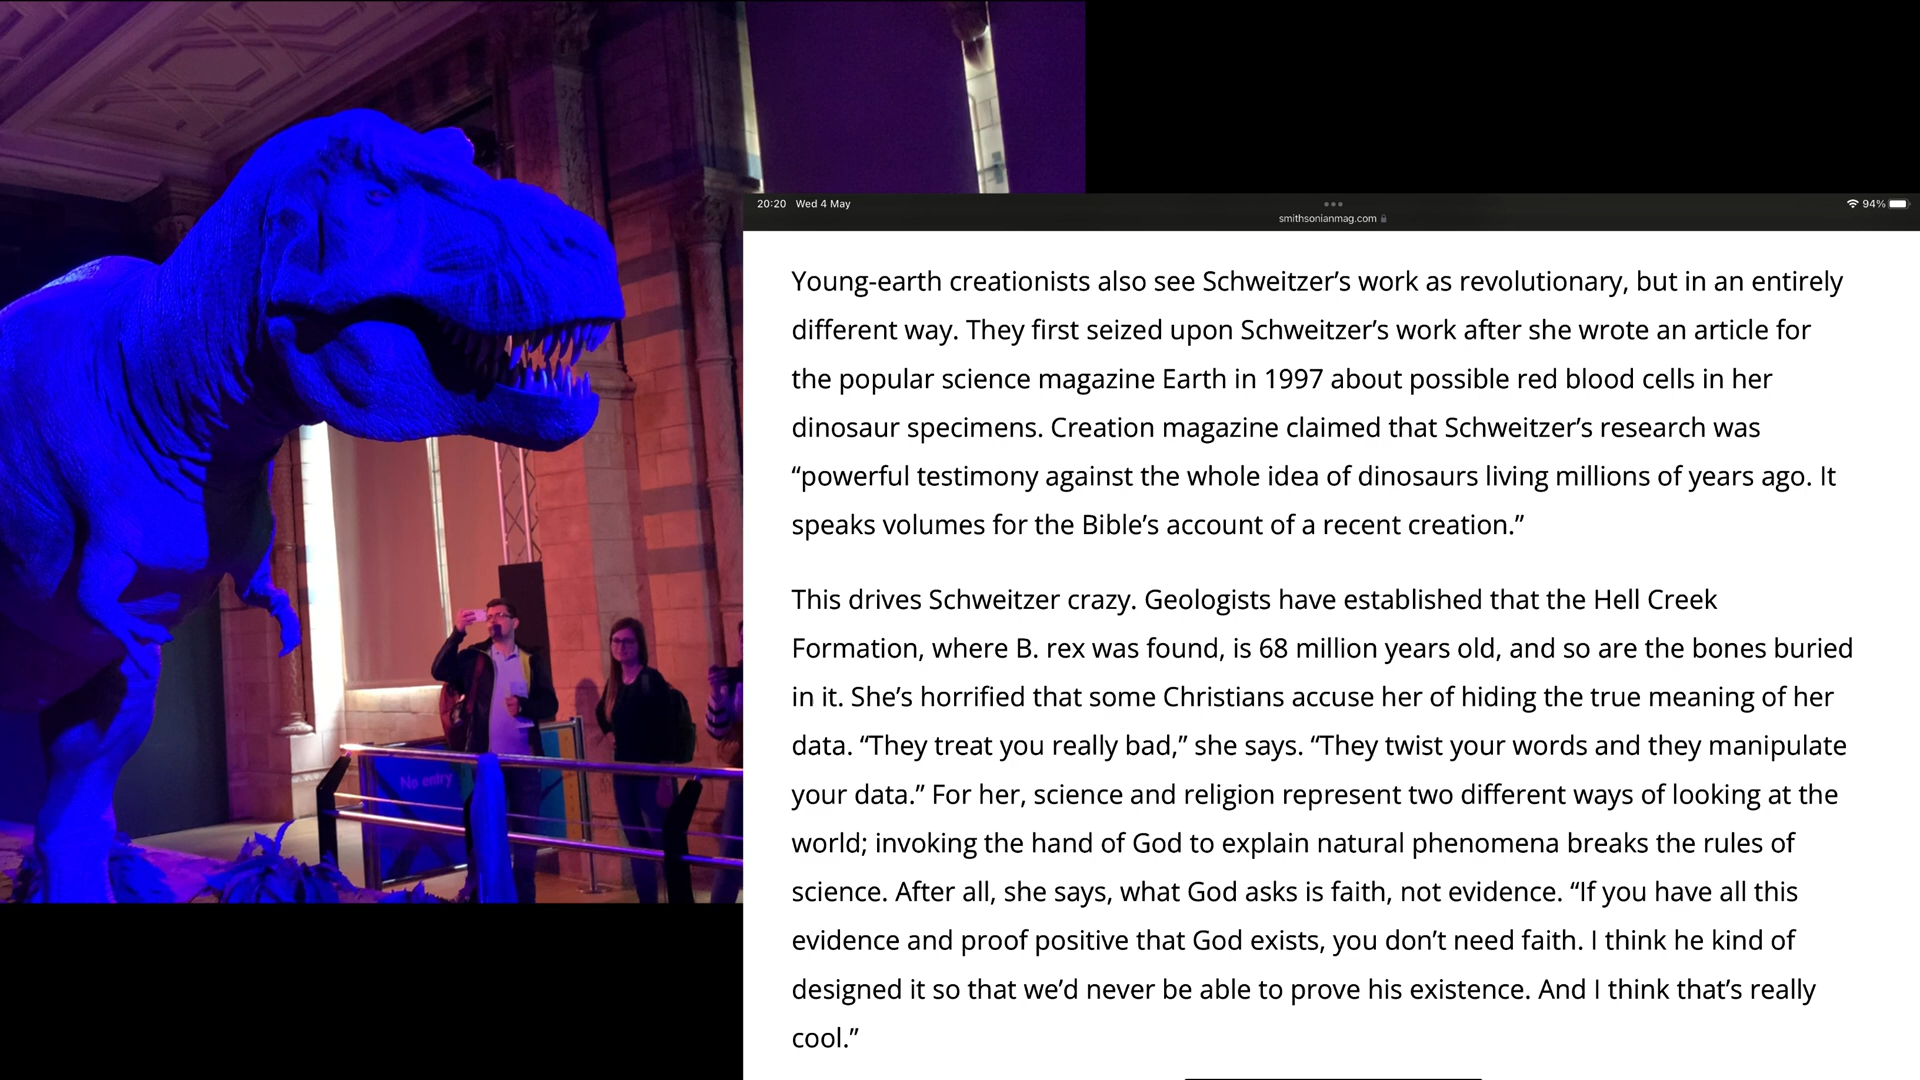 20:20 Wed 4 May
94%
smithsonianmag.com
Young-earth creationists also see Schweitzer’s work as revolutionary, but in an entirely
different way. They first seized upon Schweitzer’s work after she wrote an article for
the popular science magazine Earth in 1997 about possible red blood cells in her
dinosaur specimens. Creation magazine claimed that Schweitzer’s research was
“powerful testimony against the whole idea of dinosaurs living millions of years ago. It
speaks volumes for the Bible’s account of a recent creation.”
This drives Schweitzer crazy. Geologists have established that the Hell Creek
Formation, where B. rex was found, is 68 million years old, and so are the bones buried
in it. She’s horrified that some Christians accuse her of hiding the true meaning of her
data. “They treat you really bad,” she says. “They twist your words and they manipulate
your data.” For her, science and religion represent two different ways of looking at the
world; invoking the hand of God to explain natural phenomena breaks the rules of
science. After all, she says, what God asks is faith, not evidence. “If you have all this
evidence and proof positive that God exists, you don’t need faith. I think he kind of
designed it so that we’d never be able to prove his existence. And I think that’s really
cool.”
No entry